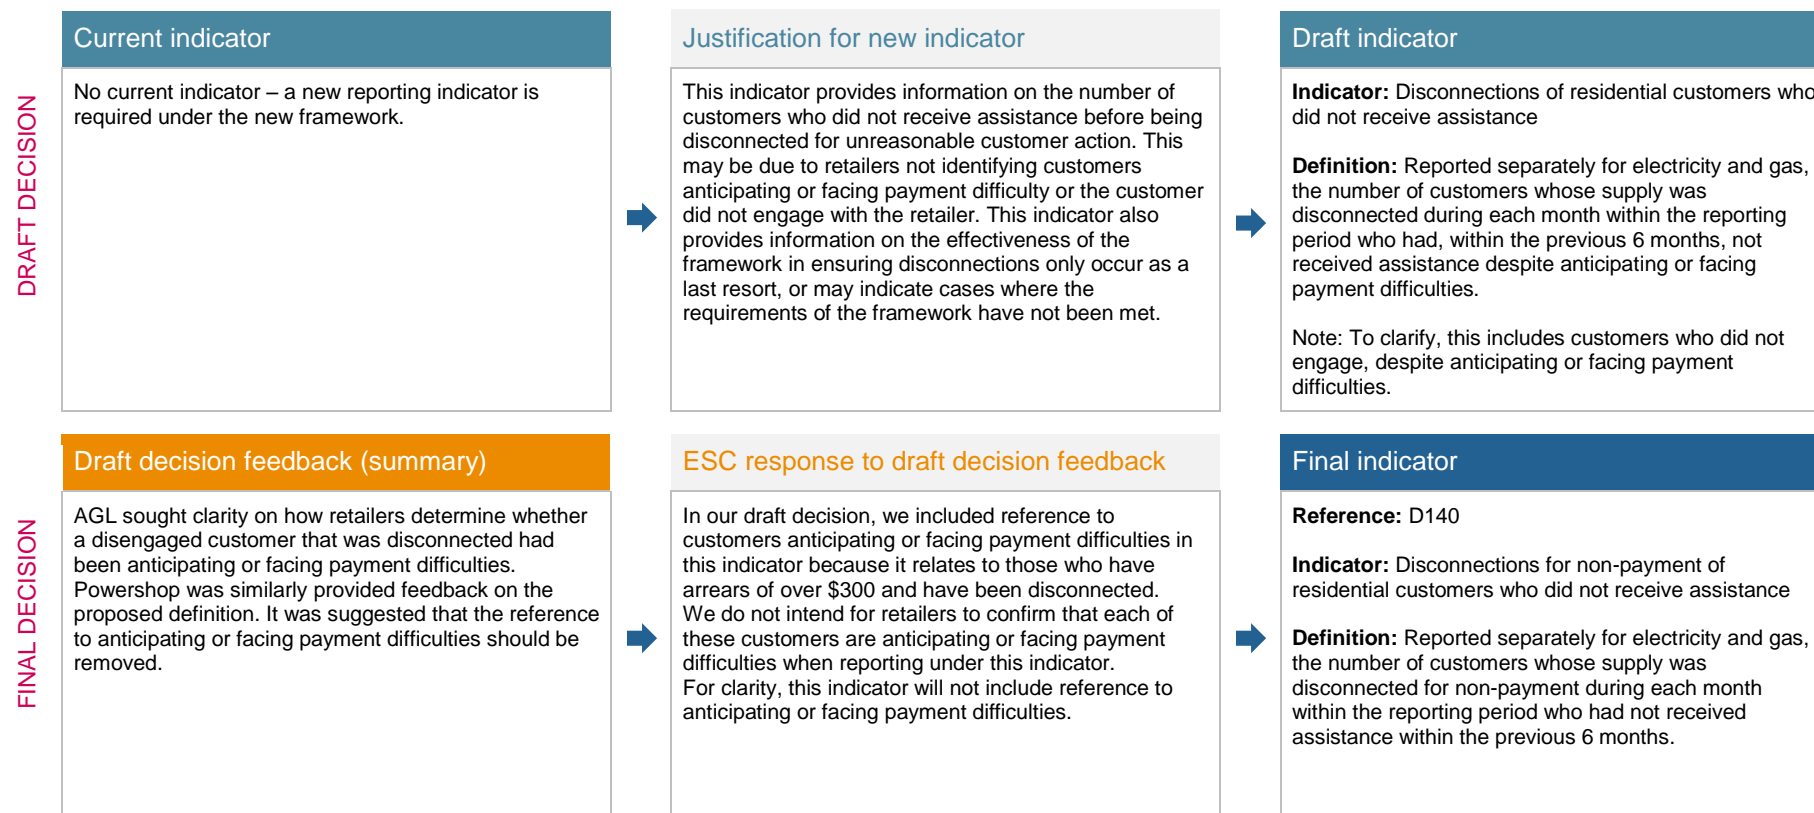 DRAFT DECISION
Current indicator
No current indicator – a new reporting indicator is
required under the new framework.
Justification for new indicator
This indicator provides information on the number of
customers who did not receive assistance before being
disconnected for unreasonable customer action. This
may be due to retailers not identifying customers
anticipating or facing payment difficulty or the customer
did not engage with the retailer. This indicator also
provides information on the effectiveness of the
framework in ensuring disconnections only occur as a
last resort, or may indicate cases where the
requirements of the framework have not been met.
Draft indicator
Indicator: Disconnections of residential customers who
did not receive assistance
Definition: Reported separately for electricity and gas,
the number of customers whose supply was
disconnected during each month within the reporting
period who had, within the previous 6 months, not
received assistance despite anticipating or facing
payment difficulties.
Note: To clarify, this includes customers who did not
engage, despite anticipating or facing payment
difficulties.
FINAL DECISION
Draft decision feedback (summary)
AGL sought clarity on how retailers determine whether
a disengaged customer that was disconnected had
been anticipating or facing payment difficulties.
Powershop was similarly provided feedback on the
proposed definition. It was suggested that the reference
to anticipating or facing payment difficulties should be
removed.
ESC response to draft decision feedback
In our draft decision, we included reference to
customers anticipating or facing payment difficulties in
this indicator because it relates to those who have
arrears of over $300 and have been disconnected.
We do not intend for retailers to confirm that each of
these customers are anticipating or facing payment
difficulties when reporting under this indicator.
For clarity, this indicator will not include reference to
anticipating or facing payment difficulties.
Final indicator
Reference: D140
Indicator: Disconnections for non-payment of
residential customers who did not receive assistance
Definition: Reported separately for electricity and gas,
the number of customers whose supply was
disconnected for non-payment during each month
within the reporting period who had not received
assistance within the previous 6 months.